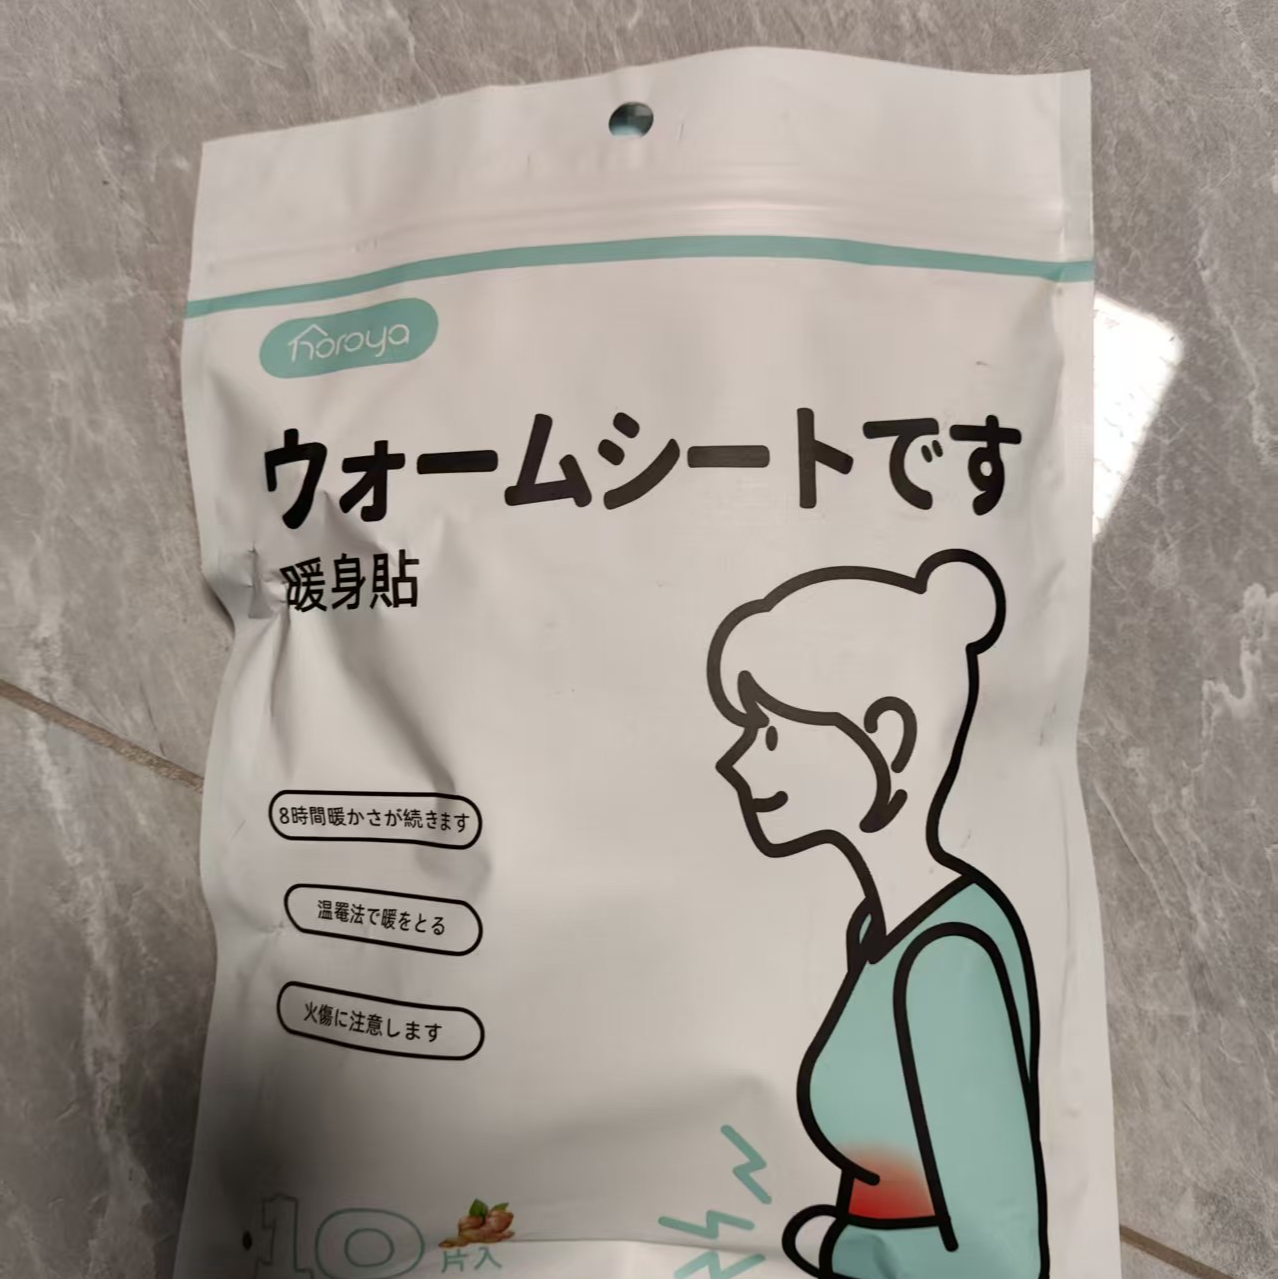 horoya
ウォームシートです
暖身貼
8時間暖かさが続きます
温罨法で暖をとる
火傷に注意します
10片入